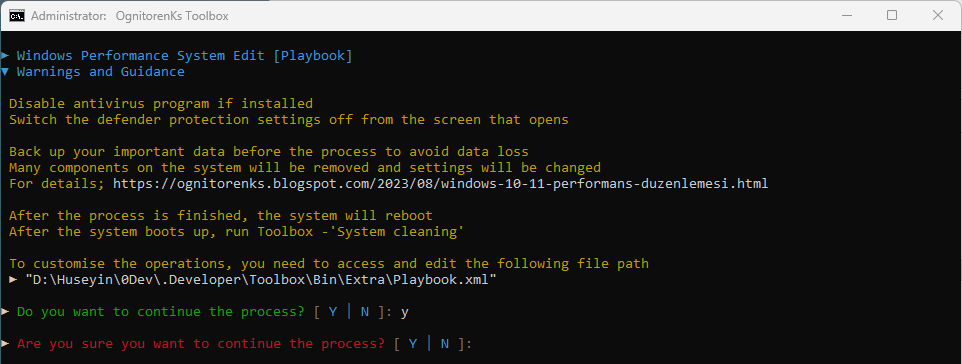 Administrator: OgnitorenKs Toolbox
► Windows Performance System Edit [Playbook]
▼ Warnings and Guidance
Disable antivirus program if installed
Switch the defender protection settings off from the screen that opens
Back up your important data before the process to avoid data loss
Many components on the system will be removed and settings will be changed
For details; https://ognitorenks.blogspot.com/2023/08/windows-10-11-performans-duzenlemesi.html
After the process is finished, the system will reboot
After the system boots up, run Toolbox -'System cleaning'
To customise the operations, you need to access and edit the following file path
► "D:\Huseyin\0Dev\.Developer\Toolbox\Bin\Extra\Playbook.xml"
► Do you want to continue the process? [ Y │ N ]: y
► Are you sure you want to continue the process? [ Y │ N ]: